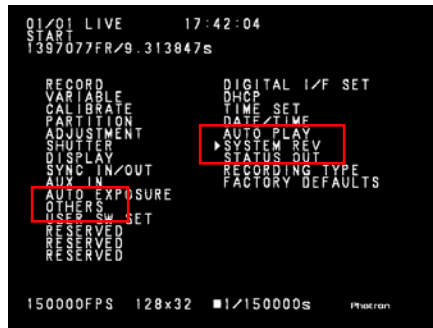 01/01 LIVE 17:42:04
START
1397077FR/9.313847s
RECORD
VARIABLE
CALIBRATE
PARTITION
ADJUSTMENT
SHUTTER
DISPLAY
SYNC IN/OUT
AUX IN
AUTO EXPOSURE
OTHERS
USER SW SET
RESERVED
RESERVED
RESERVED
DIGITAL I/F SET
DHCP
TIME SET
DATE/TIME
AUTO PLAY
▶SYSTEM REV
STATUS OUT
RECORDING TYPE
FACTORY DEFAULTS
150000FPS 128x32 ■1/150000s Photron